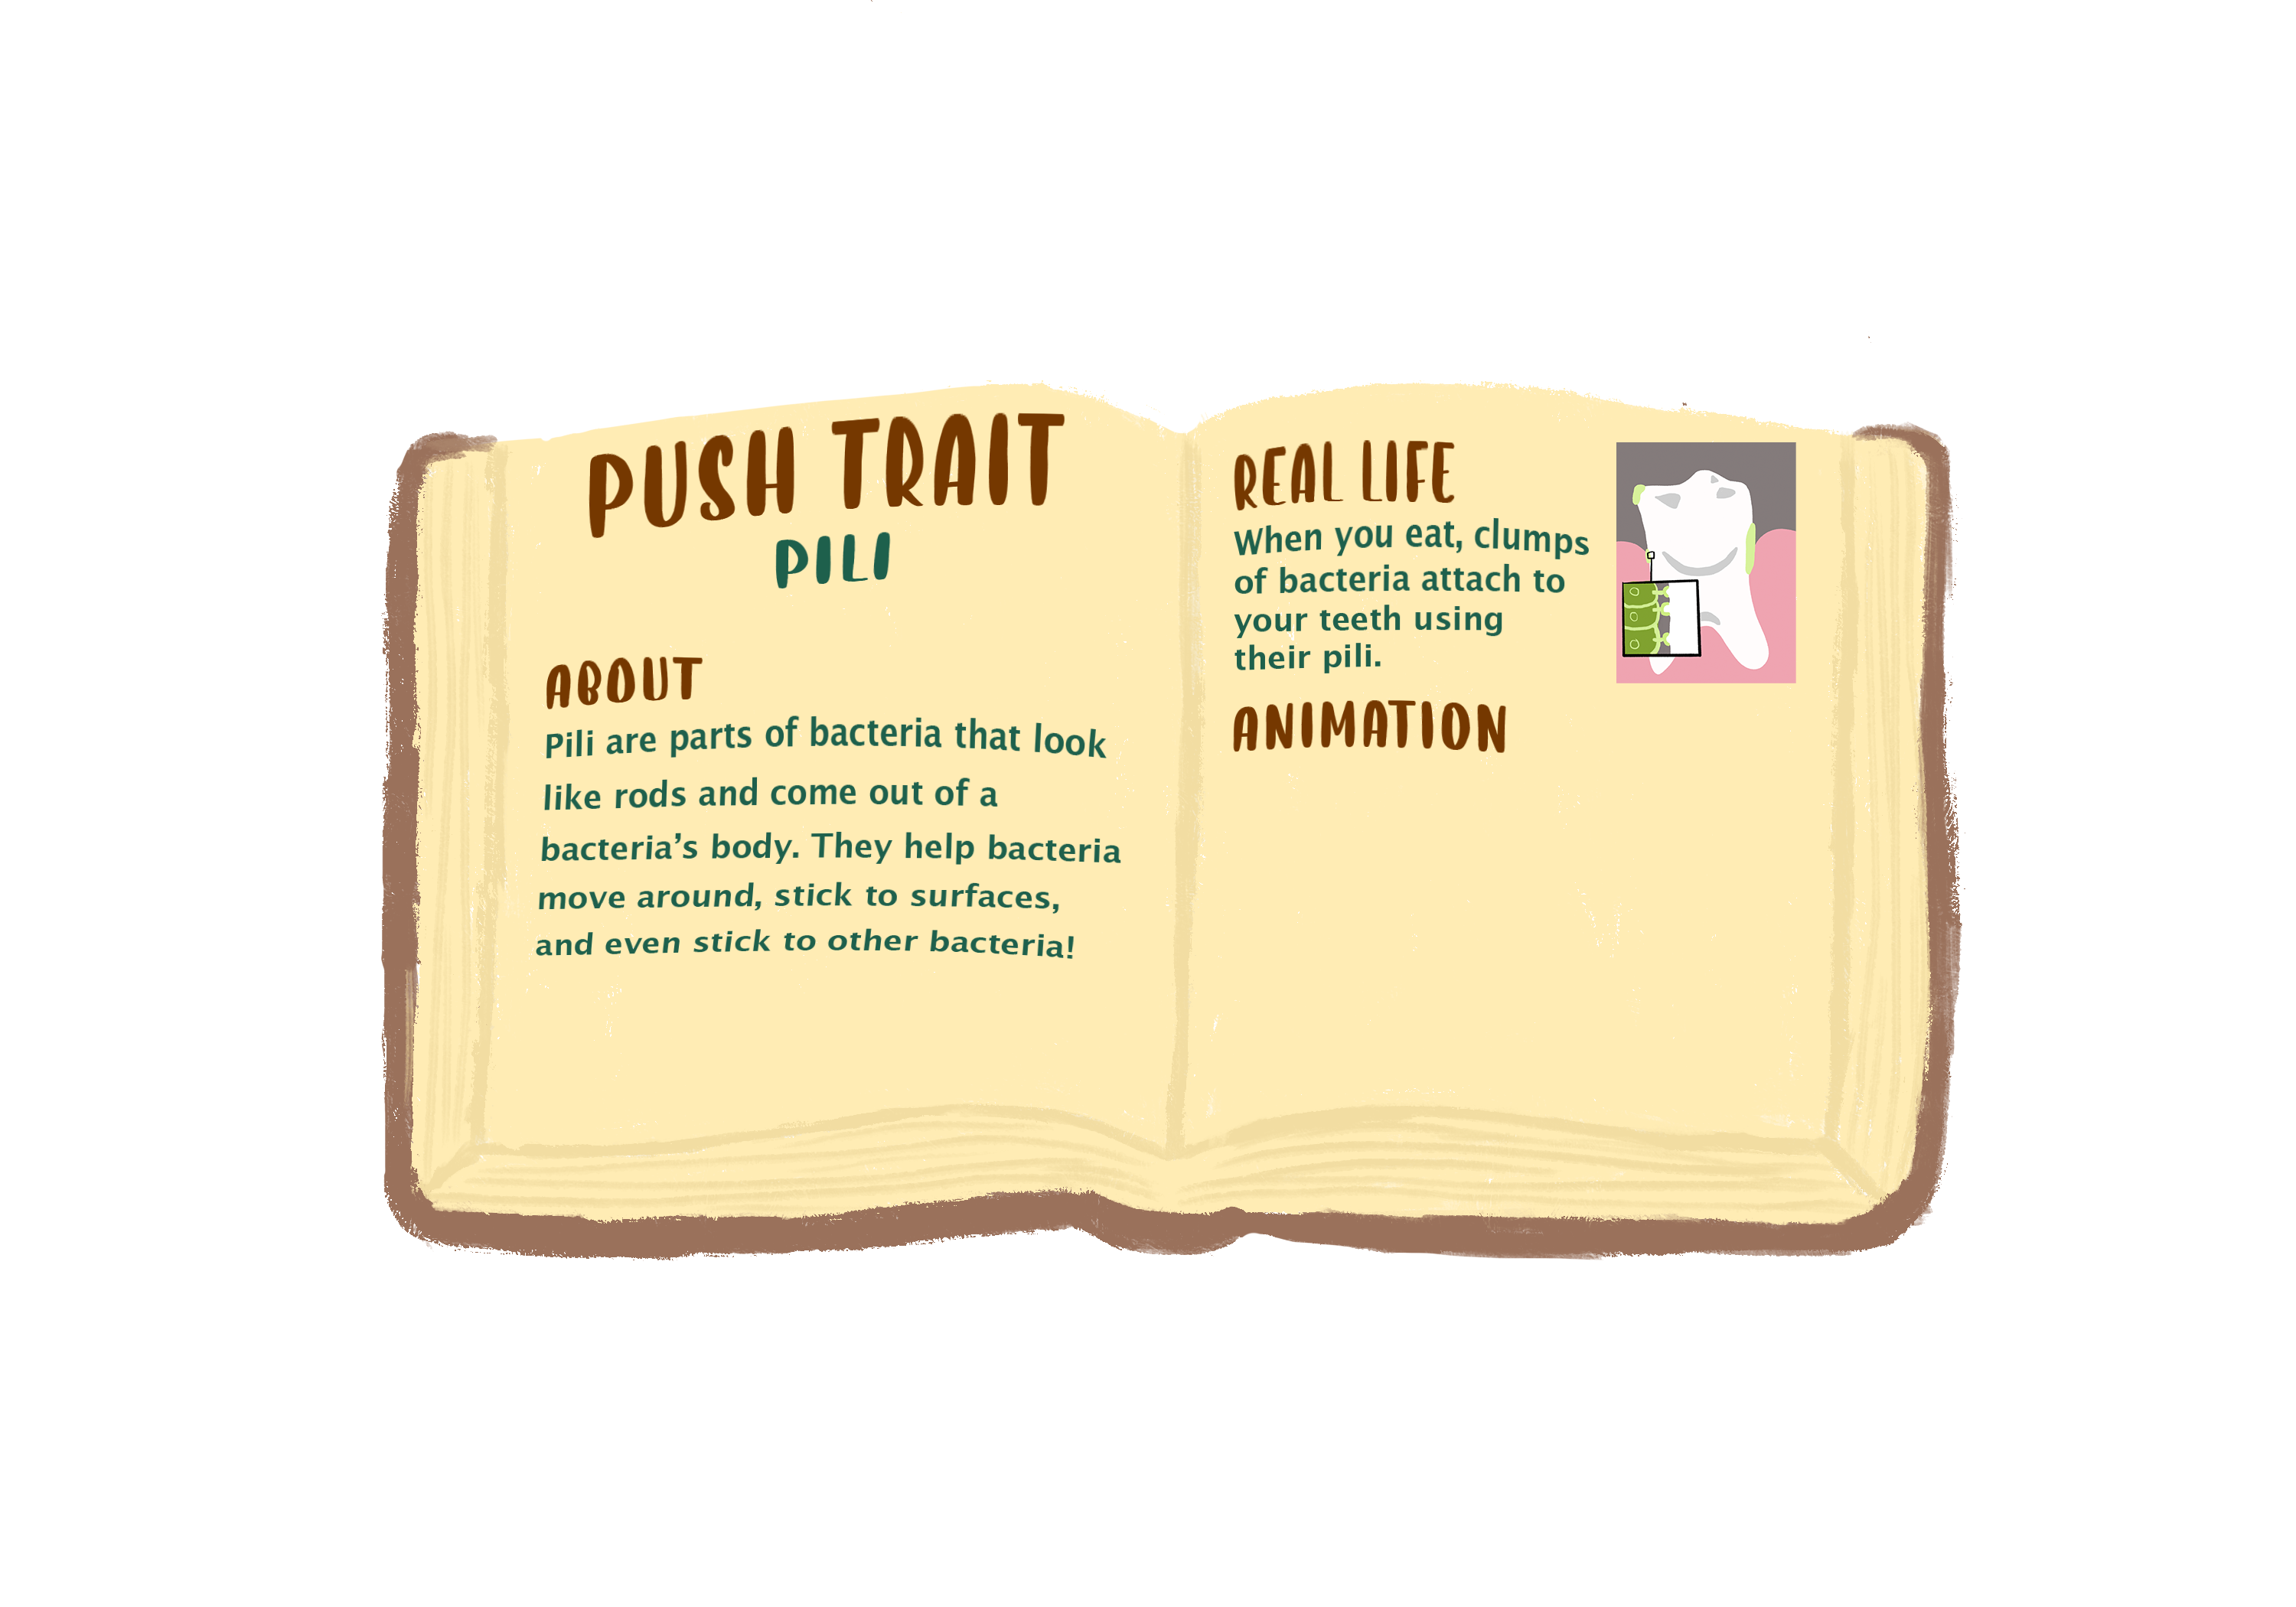 PUSH TRAIT
PILI
ABOUT
Pili are parts of bacteria that look
like rods and come out of a
bacteria’s body. They help bacteria
move around, stick to surfaces,
and even stick to other bacteria!
REAL LIFE
When you eat, clumps
of bacteria attach to
your teeth using
their pili.
ANIMATION